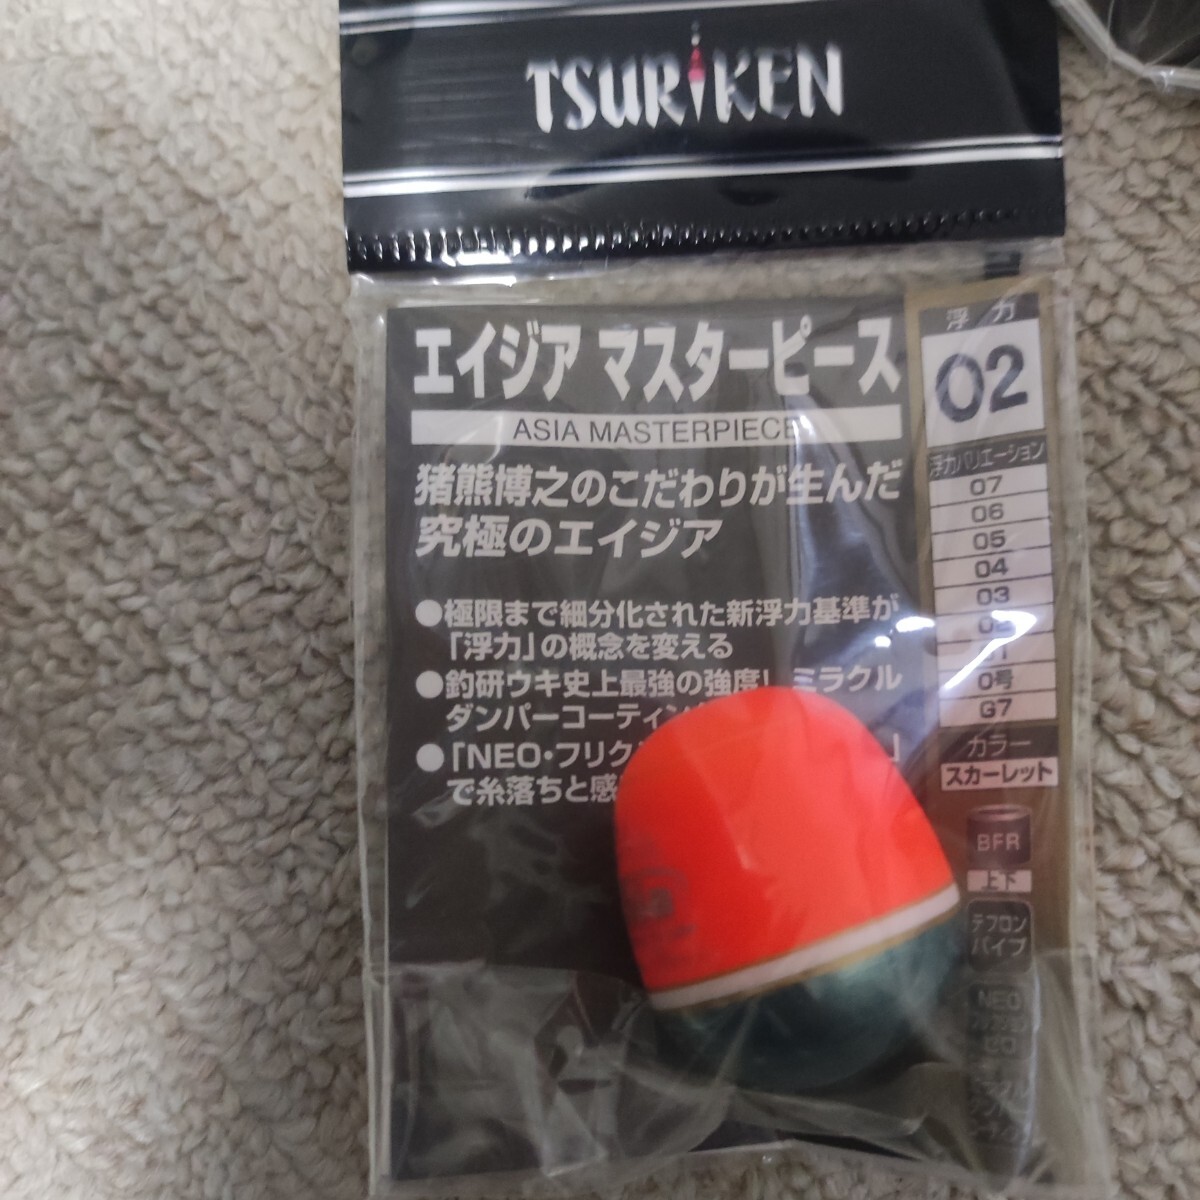 TSURIKEN
エイジア マスターピース
ASIA MASTERPIECE
猪熊博之のこだわりが生んだ
究極のエイジア
●極限まで細分化された新浮力基準が
「浮力」の概念を変える
●釣研ウキ史上最強の強度! ミラクル
ダンパーコーティン
●「NEO・フリク
で糸落ちと感
浮力
02
浮力バリエーション
07
06
05
04
03
02
01
0号
G7
カラー
スカーレット
BFR
上下
テフロン
パイプ
NEO